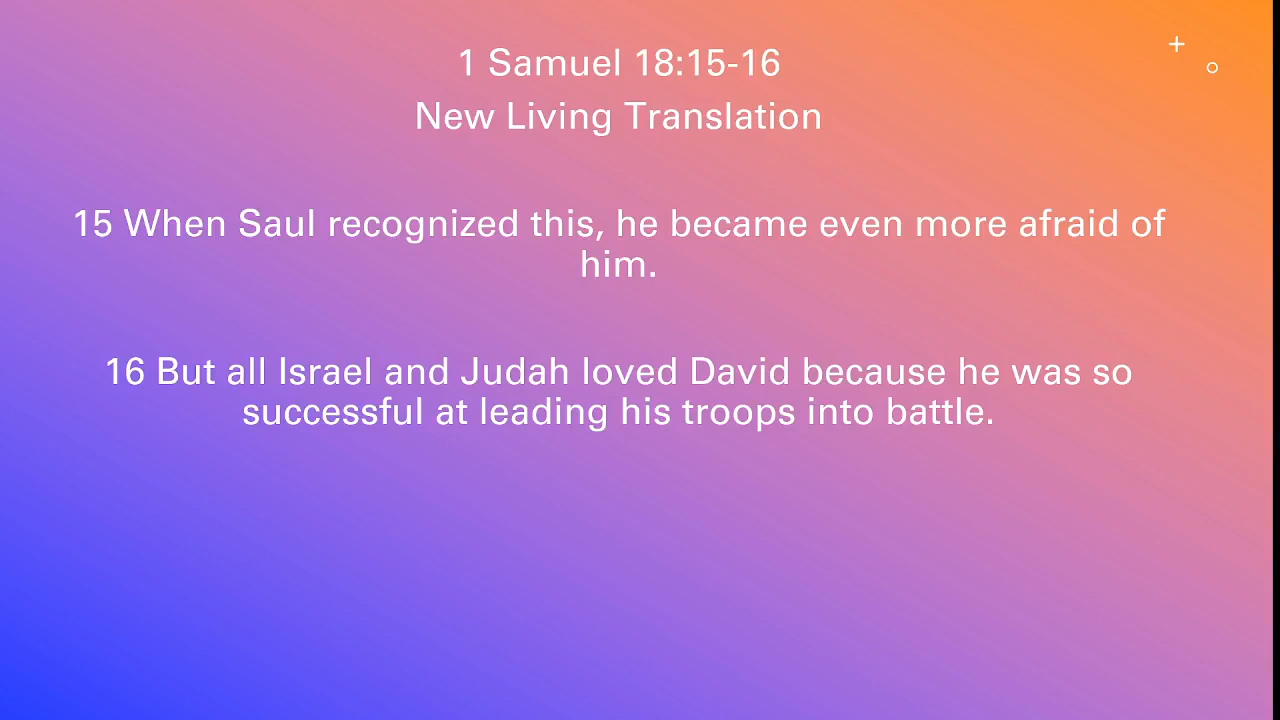 1 Samuel 18:15-16
New Living Translation
15 When Saul recognized this, he became even more afraid of
him.
16 But all Israel and Judah loved David because he was so
successful at leading his troops into battle.